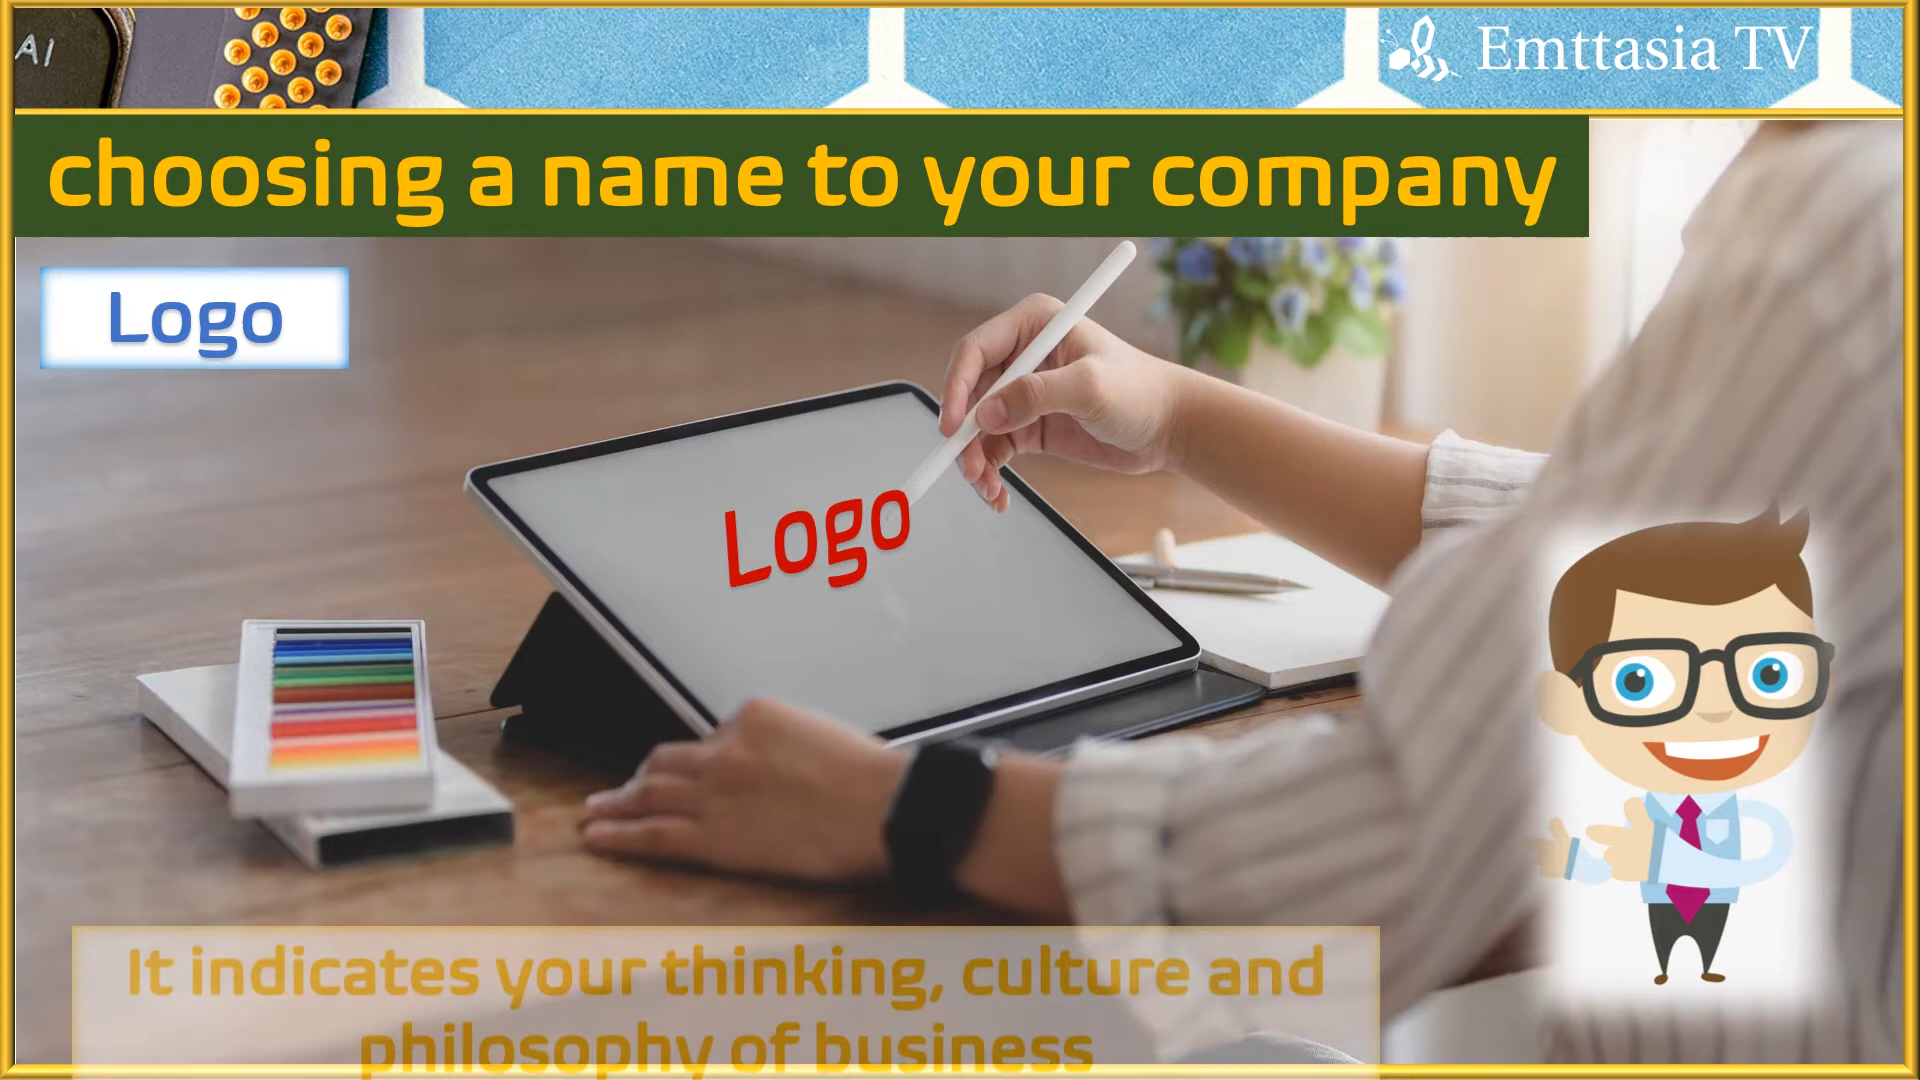 AI
Emttasia TV
choosing a name to your company
Logo
Logo
It indicates your thinking, culture and
philosophy of business